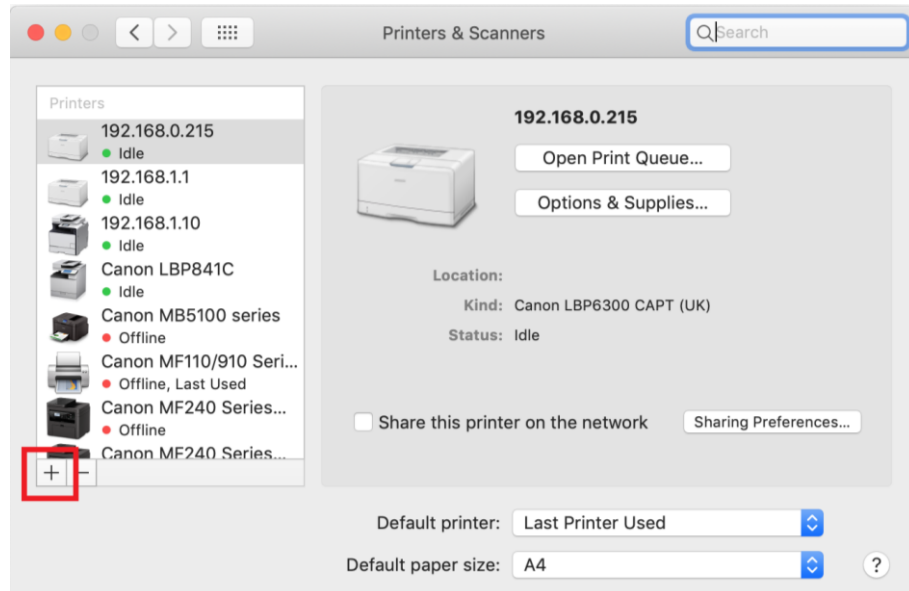 Printers & Scanners
Search
Printers
192.168.0.215
Idle
192.168.1.1
Idle
192.168.1.10
Idle
Canon LBP841C
Idle
Canon MB5100 series
Offline
Canon MF110/910 Seri...
Offline, Last Used
Canon MF240 Series...
Offline
Canon MF240 Series...
+ −
192.168.0.215
Open Print Queue...
Options & Supplies...
Location:
Kind: Canon LBP6300 CAPT (UK)
Status: Idle
Share this printer on the network
Sharing Preferences...
Default printer: Last Printer Used
Default paper size: A4
?